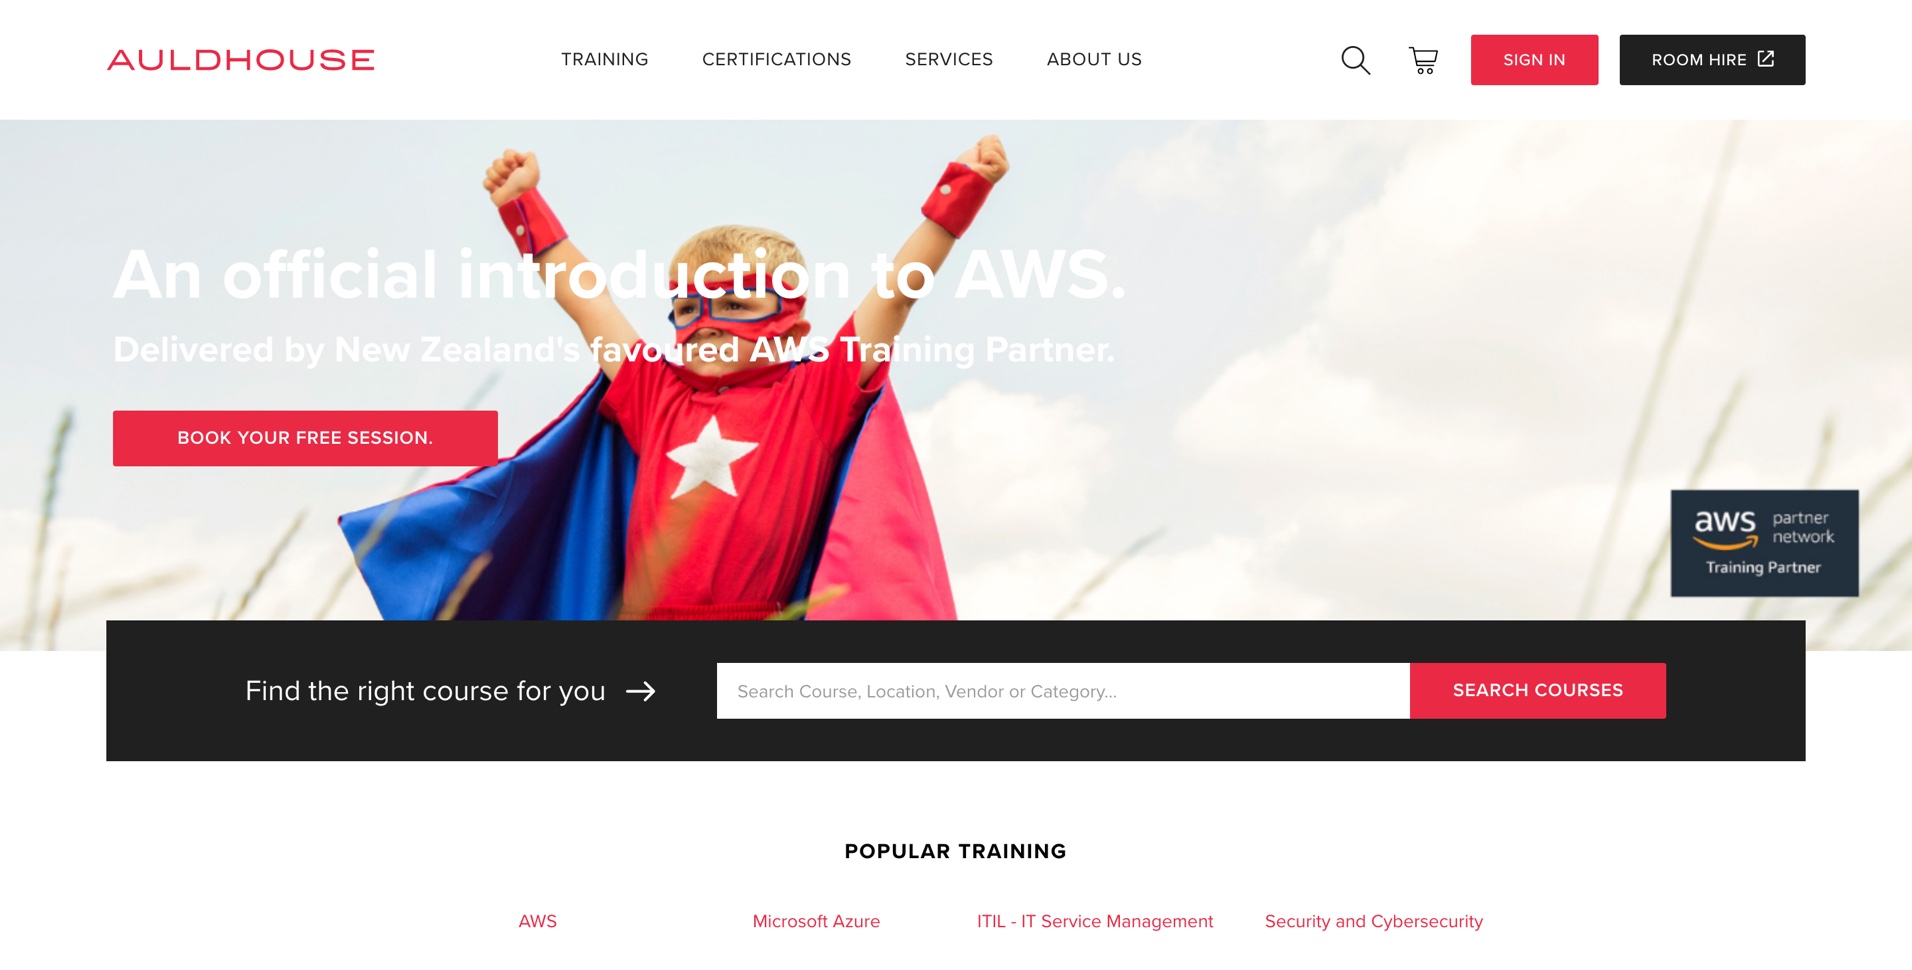 AULDHOUSE
TRAINING
CERTIFICATIONS
SERVICES
ABOUT US
SIGN IN
ROOM HIRE
An official introduction to AWS.
Delivered by New Zealand's favoured AWS Training Partner.
BOOK YOUR FREE SESSION.
aws partner network
Training Partner
Find the right course for you →
Search Course, Location, Vendor or Category...
SEARCH COURSES
POPULAR TRAINING
AWS
Microsoft Azure
ITIL - IT Service Management
Security and Cybersecurity